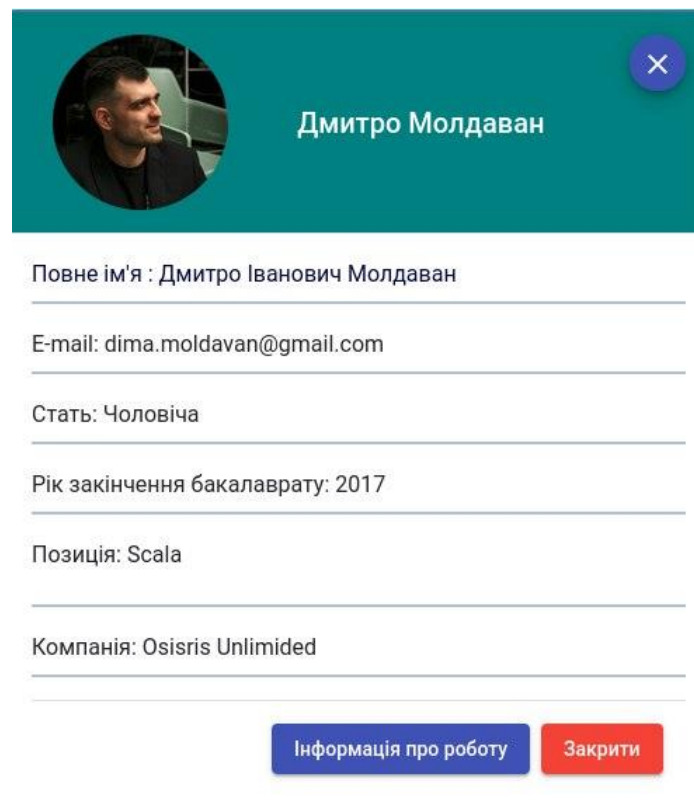 Дмитро Молдаван
Повне ім'я : Дмитро Іванович Молдаван
E-mail: dima.moldavan@gmail.com
Стать: Чоловіча
Рік закінчення бакалаврату: 2017
Позиція: Scala
Компанія: Osisris Unlimided
Інформація про роботу
Закрити